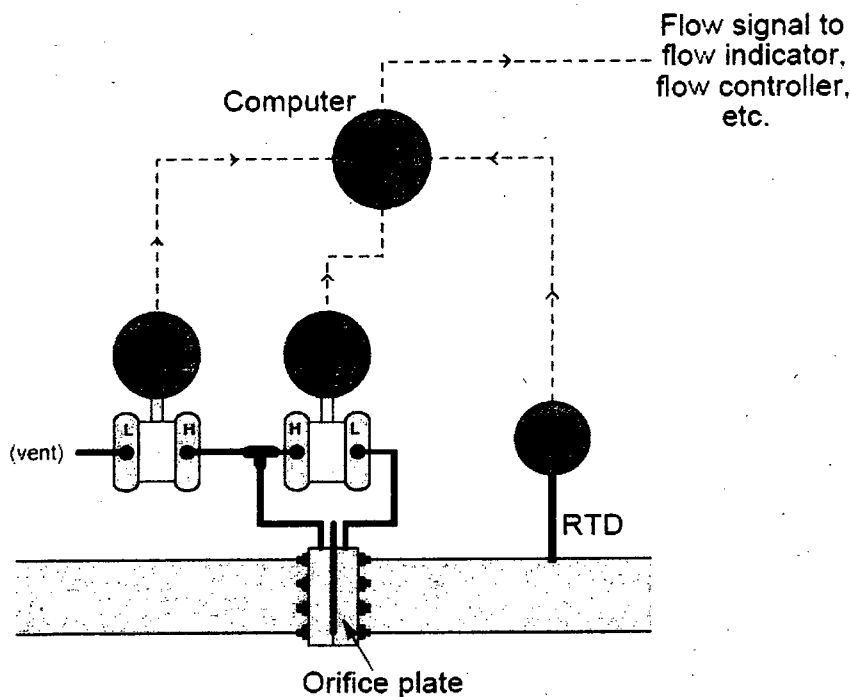 Flow signal to
flow indicator,
flow controller,
etc.
Computer
L
H
H
L
(vent)
RTD
Orifice plate